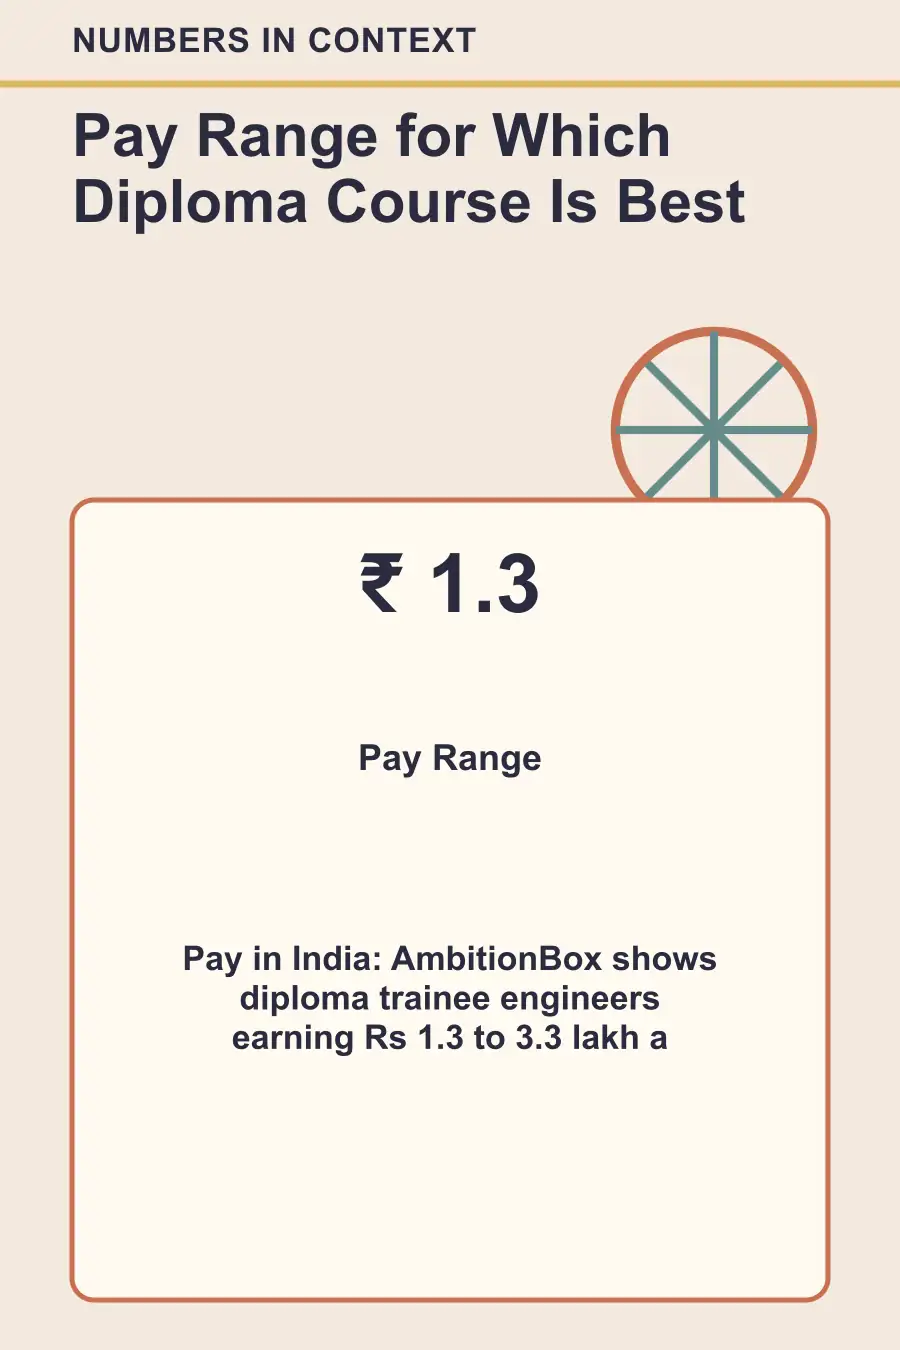 NUMBERS IN CONTEXT
Pay Range for Which
Diploma Course Is Best
₹ 1.3
Pay Range
Pay in India: AmbitionBox shows
diploma trainee engineers
earning Rs 1.3 to 3.3 lakh a